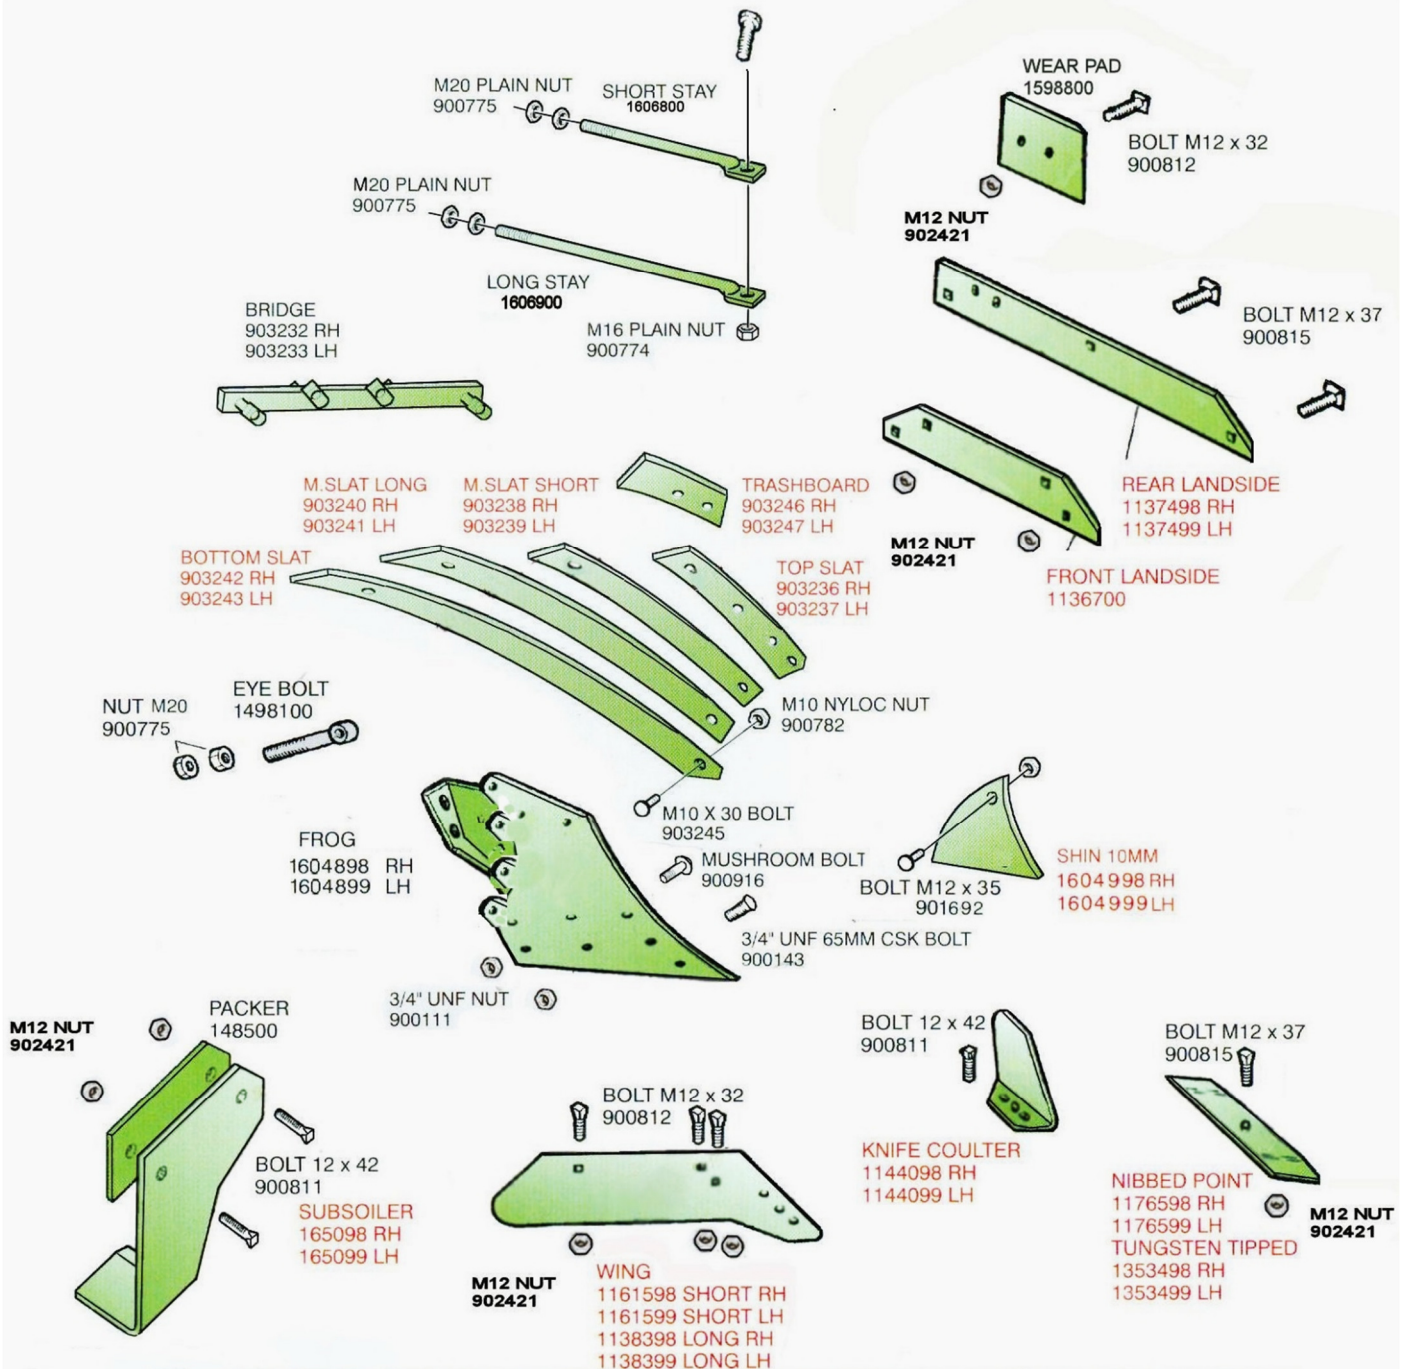 M20 PLAIN NUT
900775
SHORT STAY
1606800
WEAR PAD
1598800
BOLT M12 x 32
900812
M20 PLAIN NUT
900775
M12 NUT
902421
LONG STAY
1606900
BRIDGE
903232 RH
903233 LH
M16 PLAIN NUT
900774
BOLT M12 x 37
900815
M.SLAT LONG
903240 RH
903241 LH
M.SLAT SHORT
903238 RH
903239 LH
TRASHBOARD
903246 RH
903247 LH
REAR LANDSIDE
1137498 RH
1137499 LH
M12 NUT
902421
BOTTOM SLAT
903242 RH
903243 LH
TOP SLAT
903236 RH
903237 LH
FRONT LANDSIDE
1136700
NUT M20
900775
EYE BOLT
1498100
M10 NYLOC NUT
900782
M10 X 30 BOLT
903245
FROG
1604898 RH
1604899 LH
MUSHROOM BOLT
900916
BOLT M12 x 35
901692
SHIN 10MM
1604998 RH
1604999 LH
3/4" UNF 65MM CSK BOLT
900143
3/4" UNF NUT
900111
PACKER
148500
M12 NUT
902421
BOLT 12 x 42
900811
SUBSOILER
165098 RH
165099 LH
BOLT M12 x 32
900812
M12 NUT
902421
WING
1161598 SHORT RH
1161599 SHORT LH
1138398 LONG RH
1138399 LONG LH
BOLT 12 x 42
900811
KNIFE COULTER
1144098 RH
1144099 LH
BOLT M12 x 37
900815
NIBBED POINT
1176598 RH
1176599 LH
TUNGSTEN TIPPED
1353498 RH
1353499 LH
M12 NUT
902421